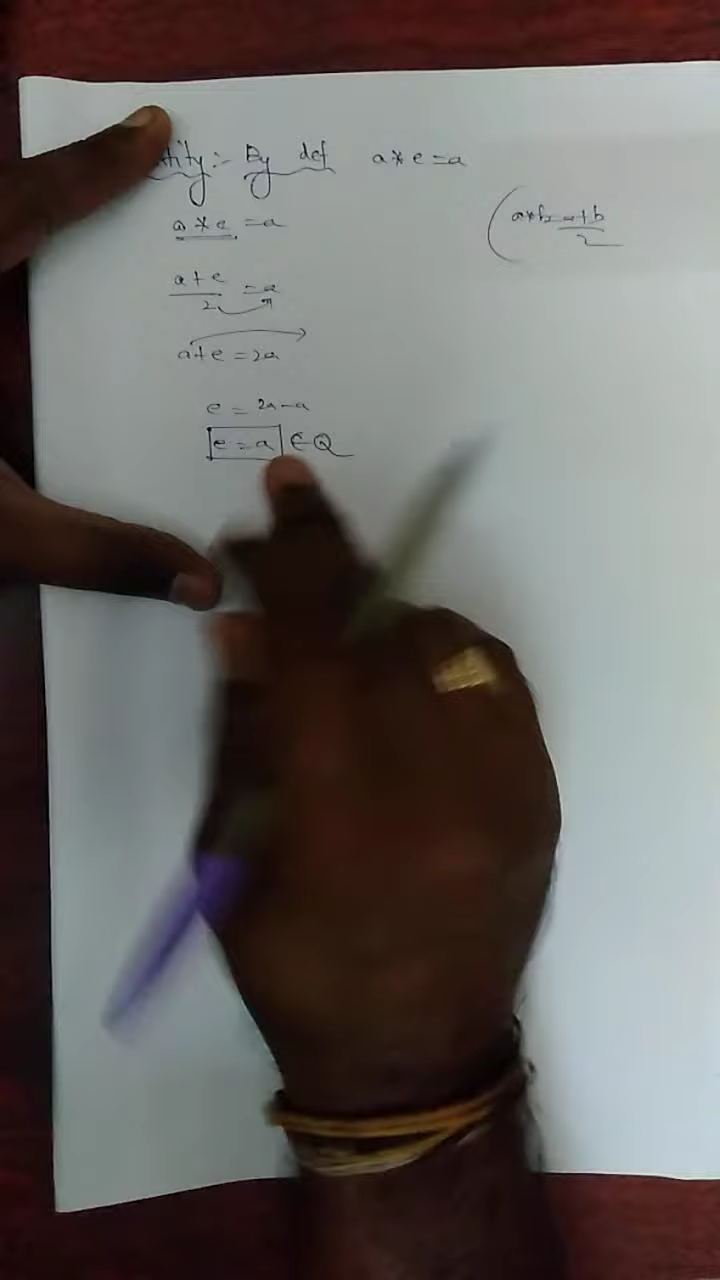 ntity:- By def a*e=a
a*e=a
(a*b=a+b/2
a+e/2=a
a+e=2a
e=2a-a
e=a∈Q